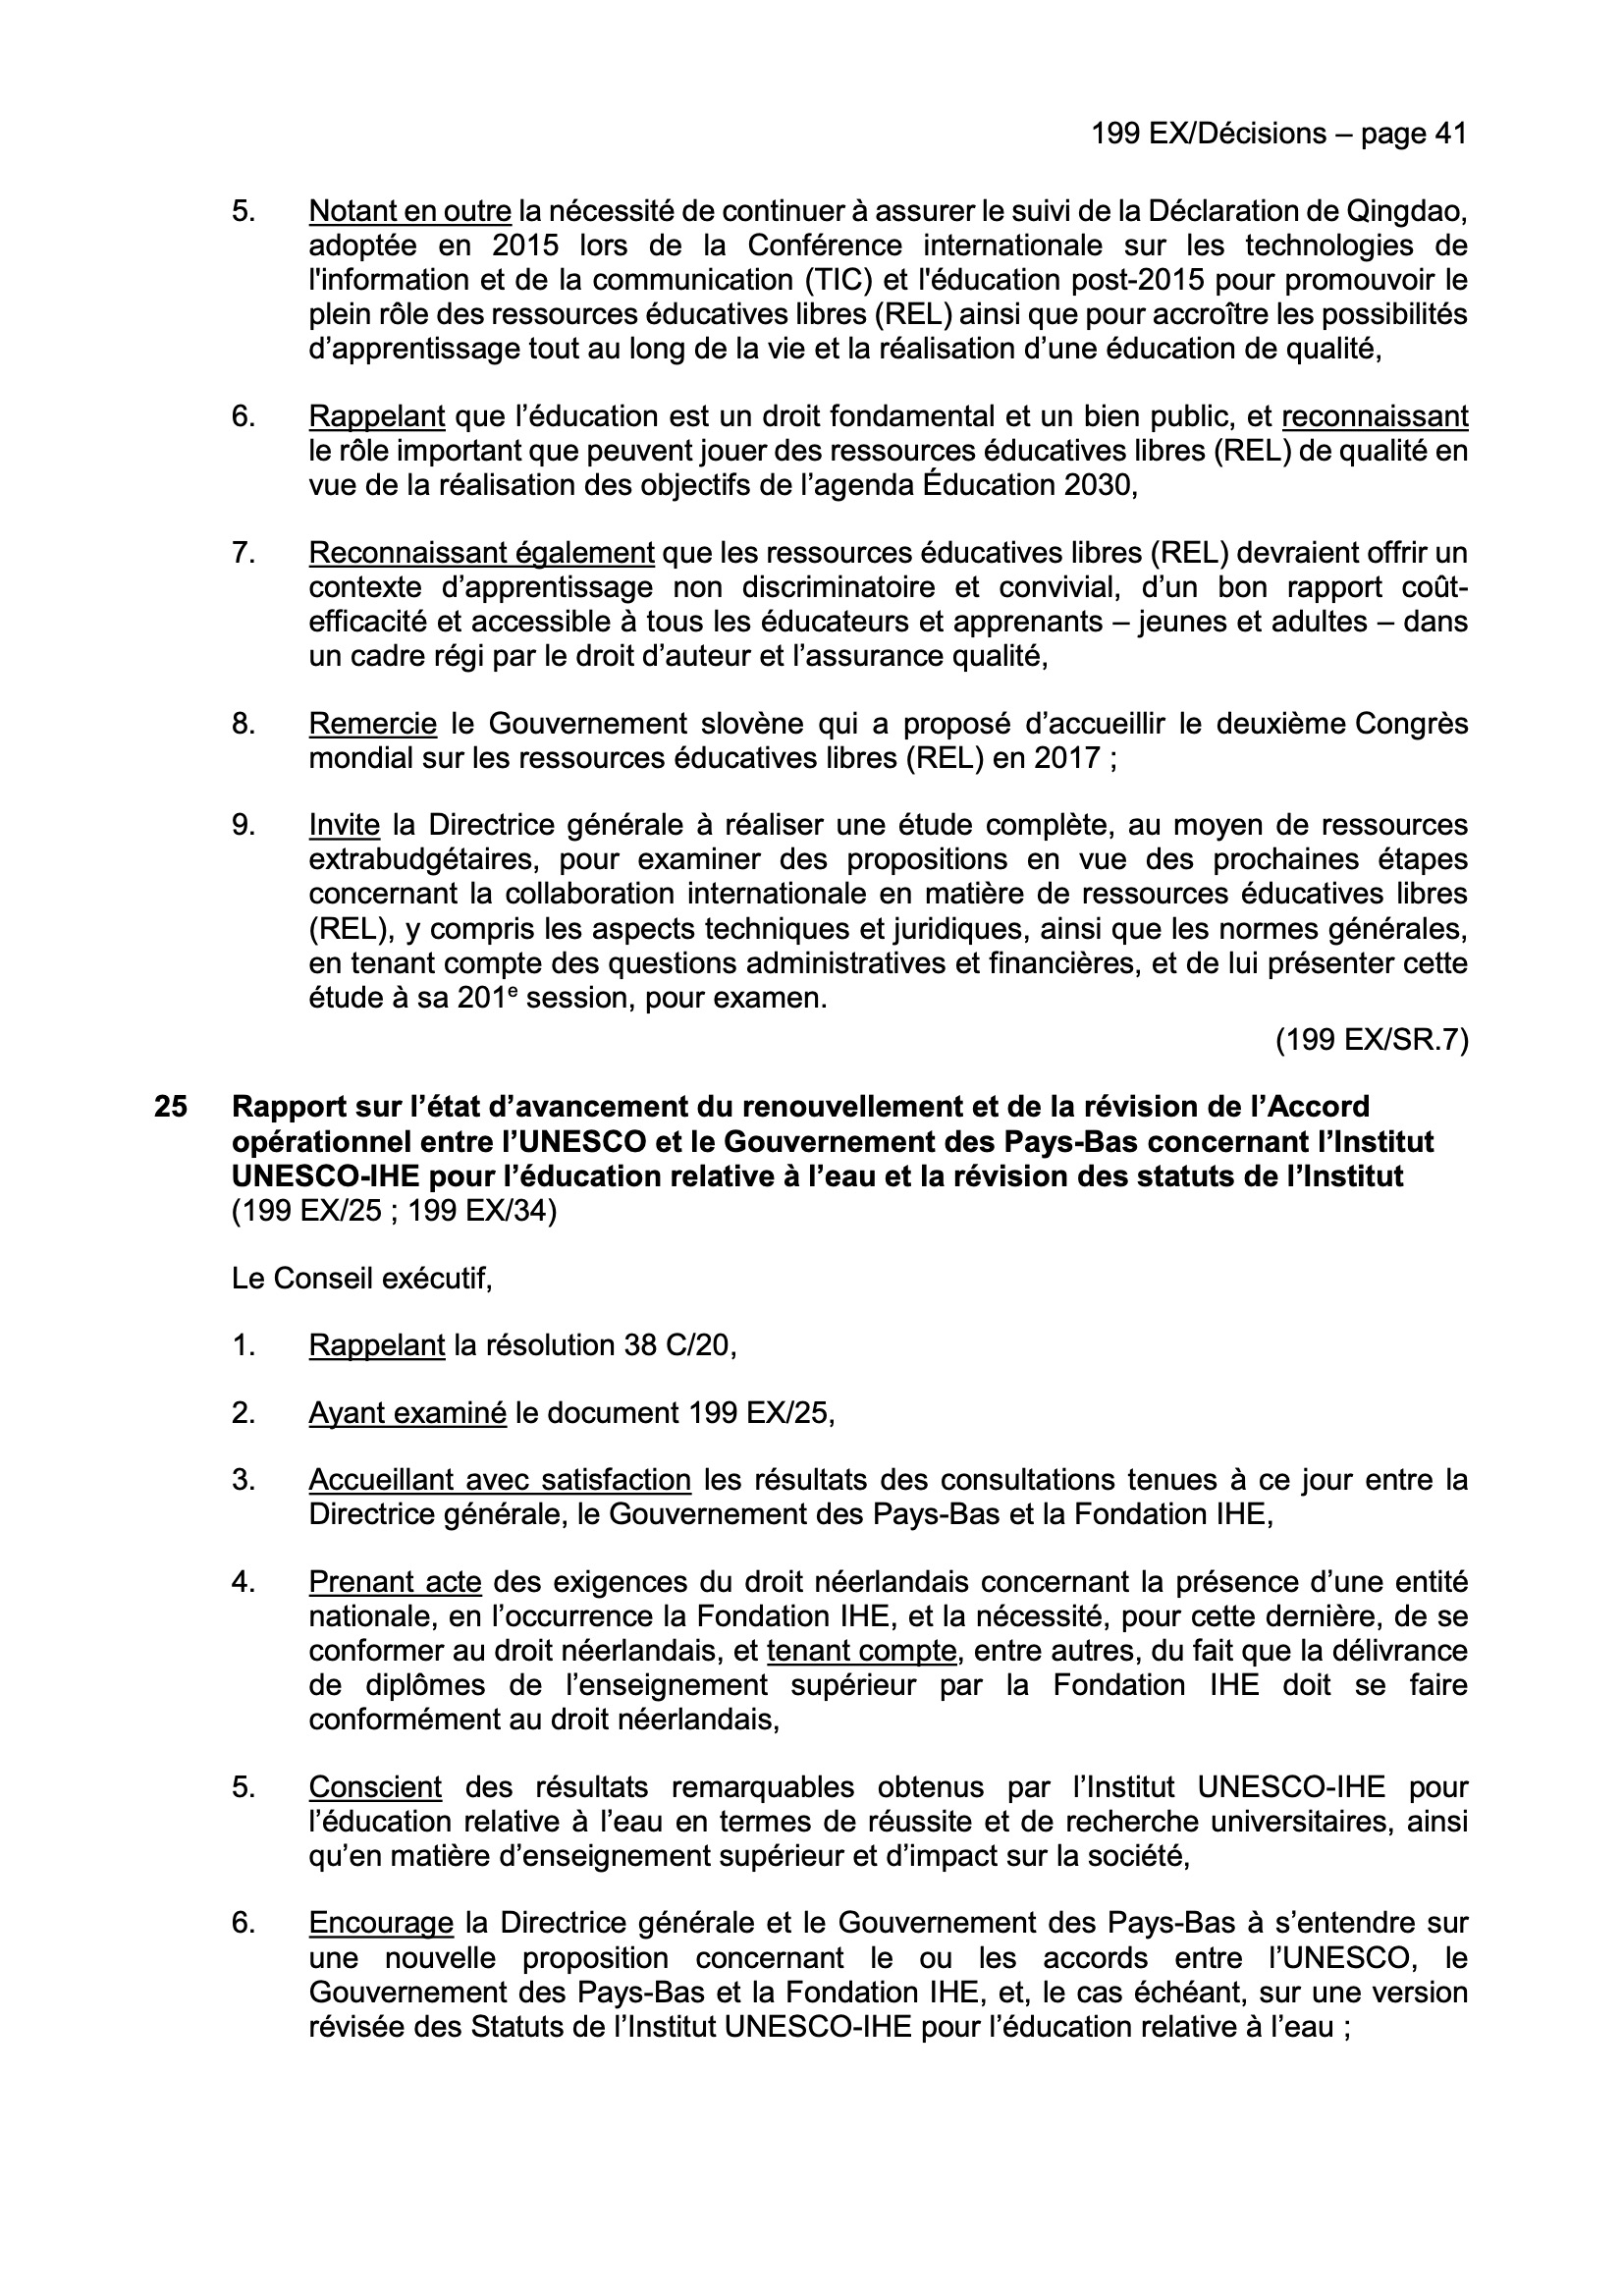 199 EX/Décisions – page 41
5. Notant en outre la nécessité de continuer à assurer le suivi de la Déclaration de Qingdao,
adoptée en 2015 lors de la Conférence internationale sur les technologies de
l'information et de la communication (TIC) et l'éducation post-2015 pour promouvoir le
plein rôle des ressources éducatives libres (REL) ainsi que pour accroître les possibilités
d’apprentissage tout au long de la vie et la réalisation d’une éducation de qualité,
6. Rappelant que l’éducation est un droit fondamental et un bien public, et reconnaissant
le rôle important que peuvent jouer des ressources éducatives libres (REL) de qualité en
vue de la réalisation des objectifs de l’agenda Éducation 2030,
7. Reconnaissant également que les ressources éducatives libres (REL) devraient offrir un
contexte d’apprentissage non discriminatoire et convivial, d’un bon rapport coût-
efficacité et accessible à tous les éducateurs et apprenants – jeunes et adultes – dans
un cadre régi par le droit d’auteur et l’assurance qualité,
8. Remercie le Gouvernement slovène qui a proposé d’accueillir le deuxième Congrès
mondial sur les ressources éducatives libres (REL) en 2017 ;
9. Invite la Directrice générale à réaliser une étude complète, au moyen de ressources
extrabudgétaires, pour examiner des propositions en vue des prochaines étapes
concernant la collaboration internationale en matière de ressources éducatives libres
(REL), y compris les aspects techniques et juridiques, ainsi que les normes générales,
en tenant compte des questions administratives et financières, et de lui présenter cette
étude à sa 201e session, pour examen.
(199 EX/SR.7)
25 Rapport sur l’état d’avancement du renouvellement et de la révision de l’Accord
opérationnel entre l’UNESCO et le Gouvernement des Pays-Bas concernant l’Institut
UNESCO-IHE pour l’éducation relative à l’eau et la révision des statuts de l’Institut
(199 EX/25 ; 199 EX/34)
Le Conseil exécutif,
1. Rappelant la résolution 38 C/20,
2. Ayant examiné le document 199 EX/25,
3. Accueillant avec satisfaction les résultats des consultations tenues à ce jour entre la
Directrice générale, le Gouvernement des Pays-Bas et la Fondation IHE,
4. Prenant acte des exigences du droit néerlandais concernant la présence d’une entité
nationale, en l’occurrence la Fondation IHE, et la nécessité, pour cette dernière, de se
conformer au droit néerlandais, et tenant compte, entre autres, du fait que la délivrance
de diplômes de l’enseignement supérieur par la Fondation IHE doit se faire
conformément au droit néerlandais,
5. Conscient des résultats remarquables obtenus par l’Institut UNESCO-IHE pour
l’éducation relative à l’eau en termes de réussite et de recherche universitaires, ainsi
qu’en matière d’enseignement supérieur et d’impact sur la société,
6. Encourage la Directrice générale et le Gouvernement des Pays-Bas à s’entendre sur
une nouvelle proposition concernant le ou les accords entre l’UNESCO, le
Gouvernement des Pays-Bas et la Fondation IHE, et, le cas échéant, sur une version
révisée des Statuts de l’Institut UNESCO-IHE pour l’éducation relative à l’eau ;